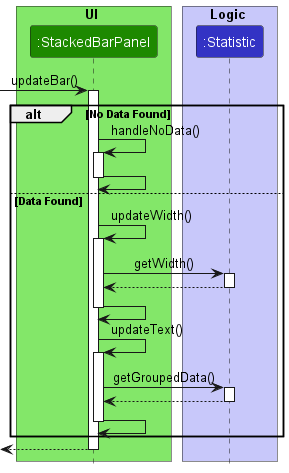 UI
Logic
:StackedBarPanel
:Statistic
updateBar()
alt
[No Data Found]
handleNoData()
[Data Found]
updateWidth()
getWidth()
updateText()
getGroupedData()